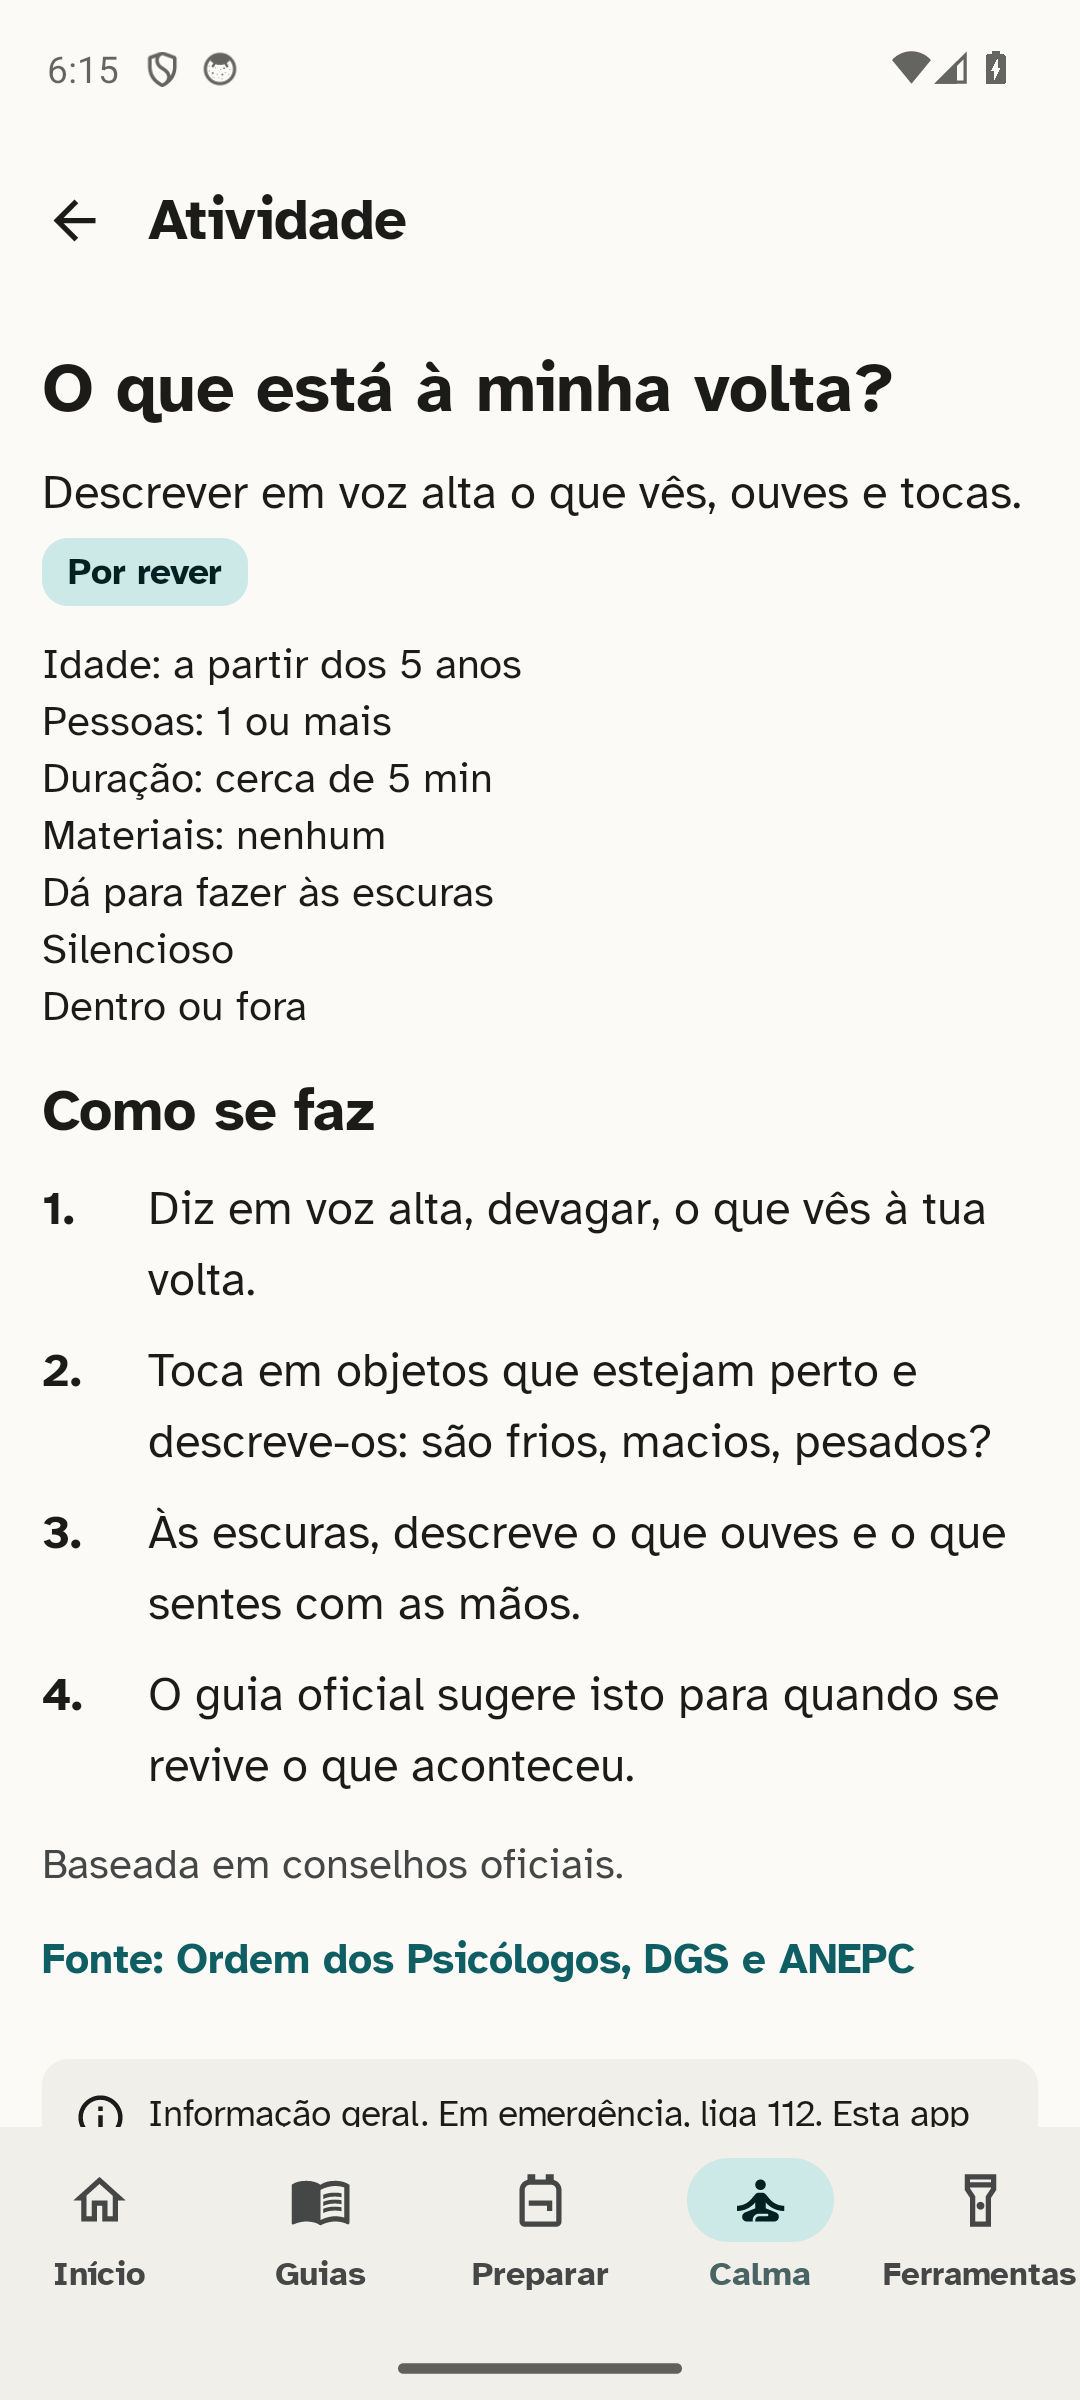 6:15
Atividade
O que está à minha volta?
Descrever em voz alta o que vês, ouves e tocas.
Por rever
Idade: a partir dos 5 anos
Pessoas: 1 ou mais
Duração: cerca de 5 min
Materiais: nenhum
Dá para fazer às escuras
Silencioso
Dentro ou fora
Como se faz
1. Diz em voz alta, devagar, o que vês à tua
volta.
2. Toca em objetos que estejam perto e
descreve-os: são frios, macios, pesados?
3. Às escuras, descreve o que ouves e o que
sentes com as mãos.
4. O guia oficial sugere isto para quando se
revive o que aconteceu.
Baseada em conselhos oficiais.
Fonte: Ordem dos Psicólogos, DGS e ANEPC
Informação geral. Em emergência, liga 112. Esta app
Início
Guias
Preparar
Calma
Ferramentas